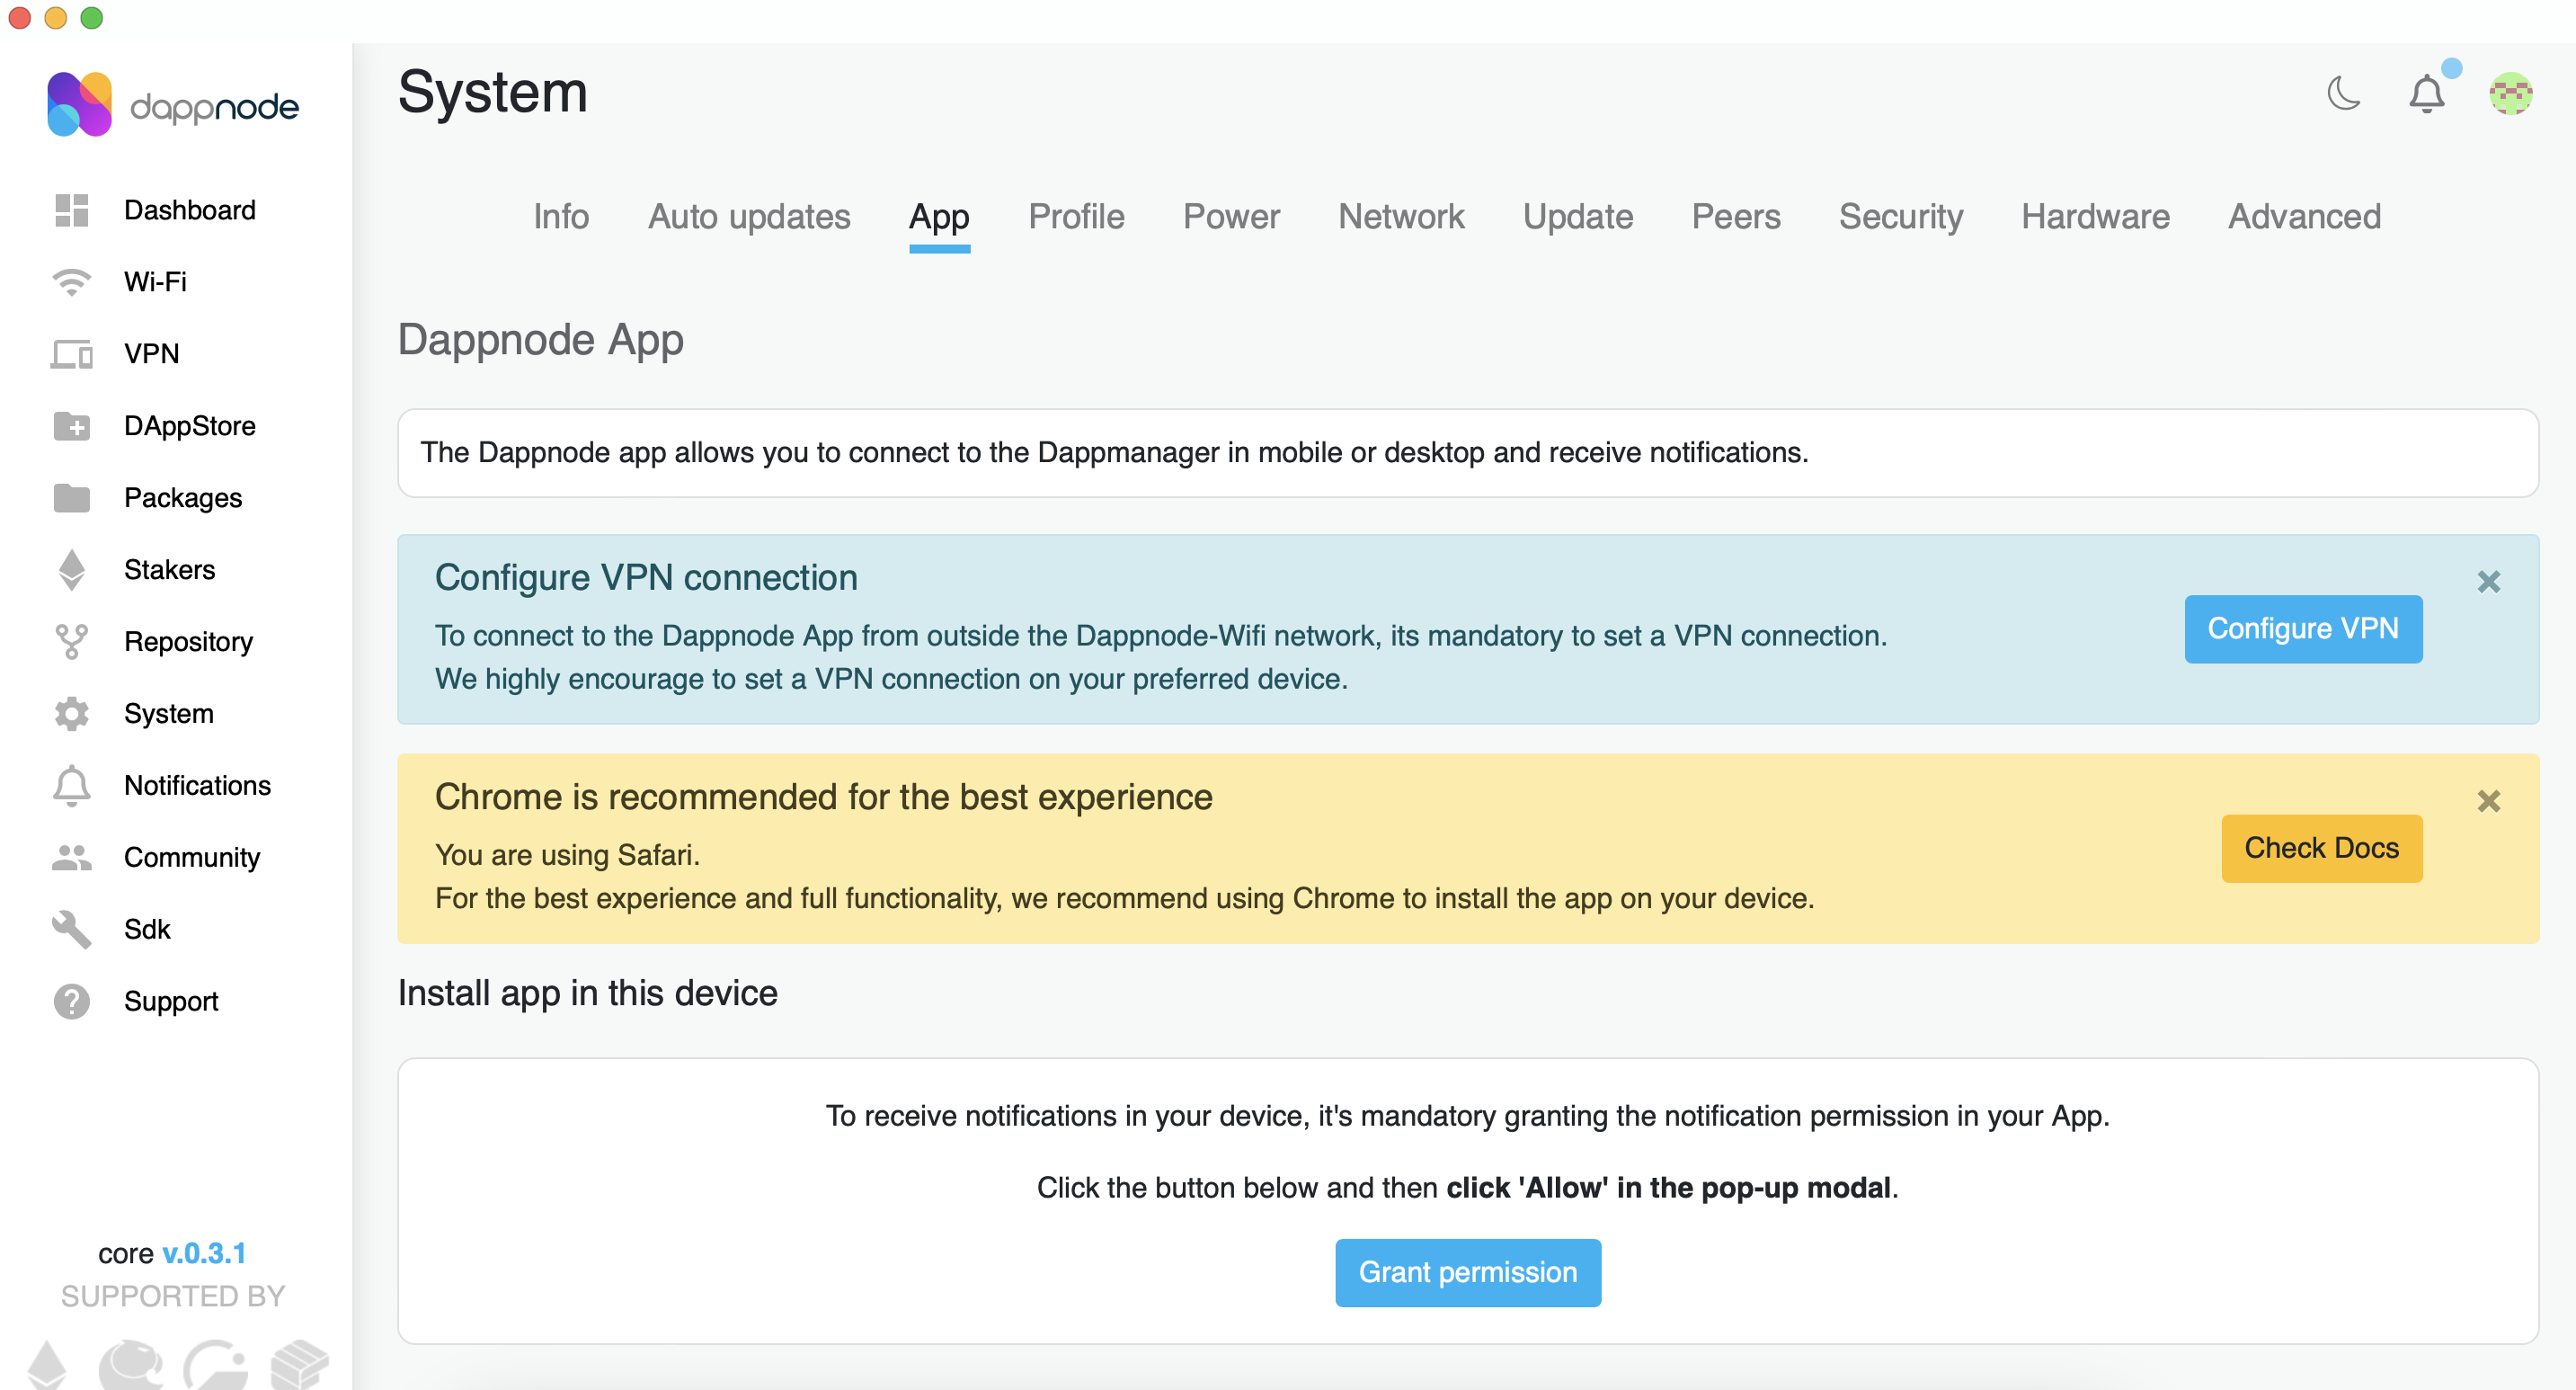 dappnode
Dashboard
Wi-Fi
VPN
DAppStore
Packages
Stakers
Repository
System
Notifications
Community
Sdk
Support
core v.0.3.1
SUPPORTED BY
System
Info Auto updates App Profile Power Network Update Peers Security Hardware Advanced
Dappnode App
The Dappnode app allows you to connect to the Dappmanager in mobile or desktop and receive notifications.
Configure VPN connection
To connect to the Dappnode App from outside the Dappnode-Wifi network, its mandatory to set a VPN connection.
We highly encourage to set a VPN connection on your preferred device.
Configure VPN
Chrome is recommended for the best experience
You are using Safari.
For the best experience and full functionality, we recommend using Chrome to install the app on your device.
Check Docs
Install app in this device
To receive notifications in your device, it's mandatory granting the notification permission in your App.
Click the button below and then click 'Allow' in the pop-up modal.
Grant permission